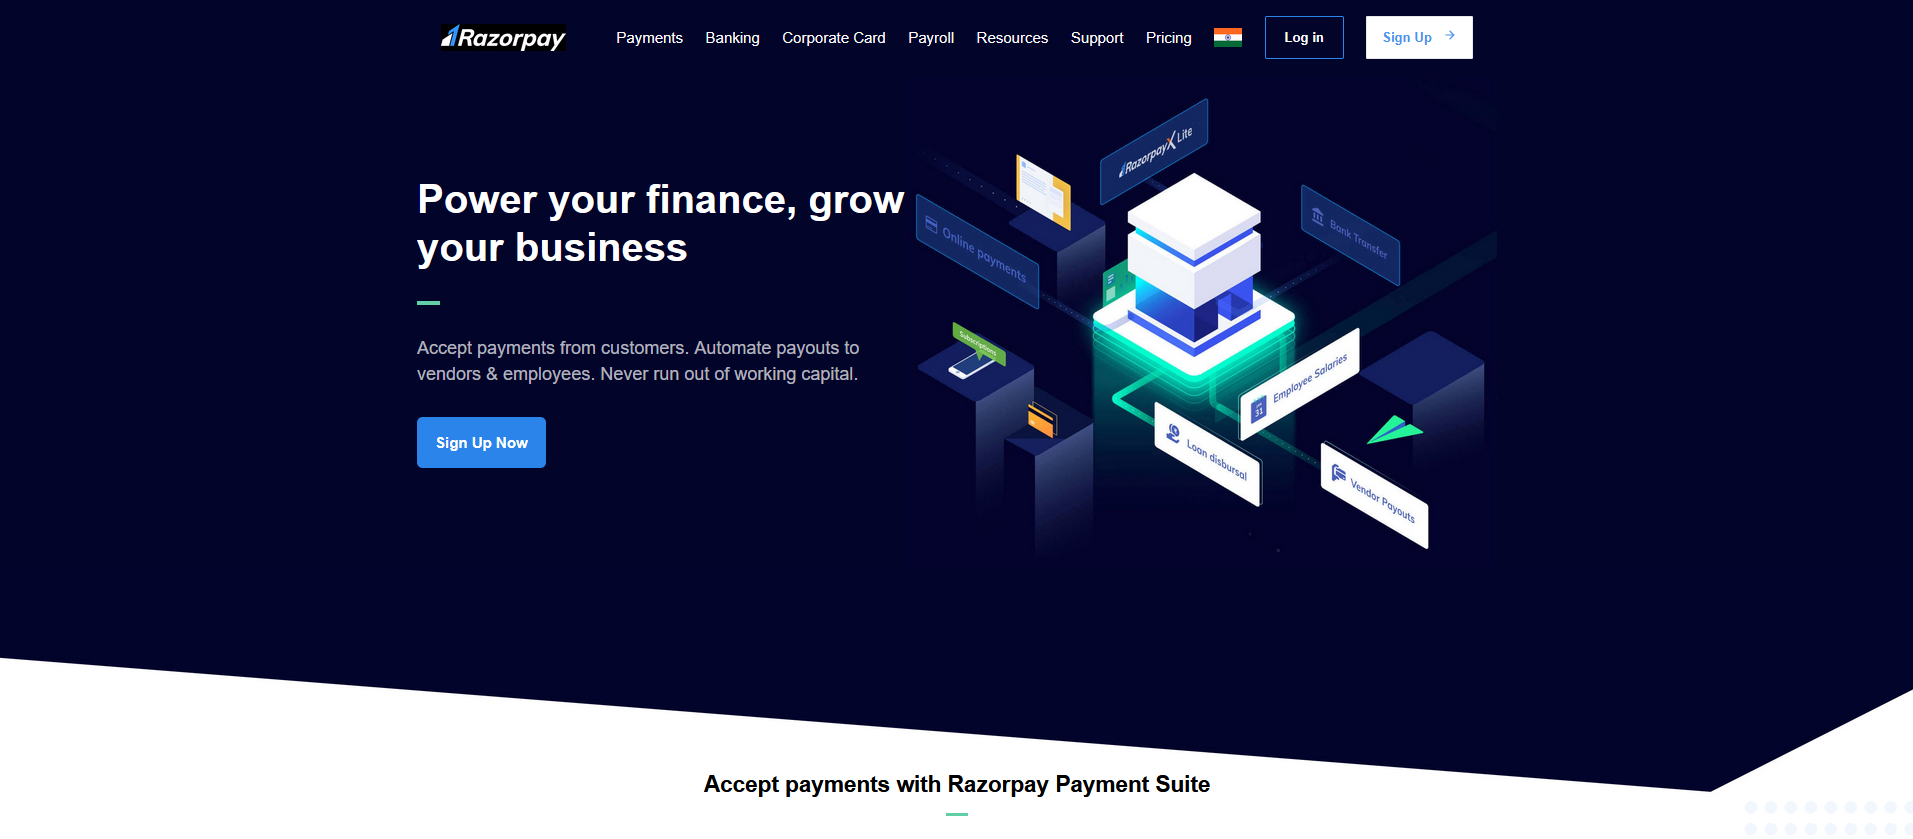 Razorpay
Payments
Banking
Corporate Card
Payroll
Resources
Support
Pricing
Log in
Sign Up
Power your finance, grow
your business
Accept payments from customers. Automate payouts to
vendors & employees. Never run out of working capital.
Sign Up Now
RazorpayX Lite
Online payments
Bank Transfer
Subscriptions
Employee Salaries
31
Loan disbursal
Vendor Payouts
Accept payments with Razorpay Payment Suite